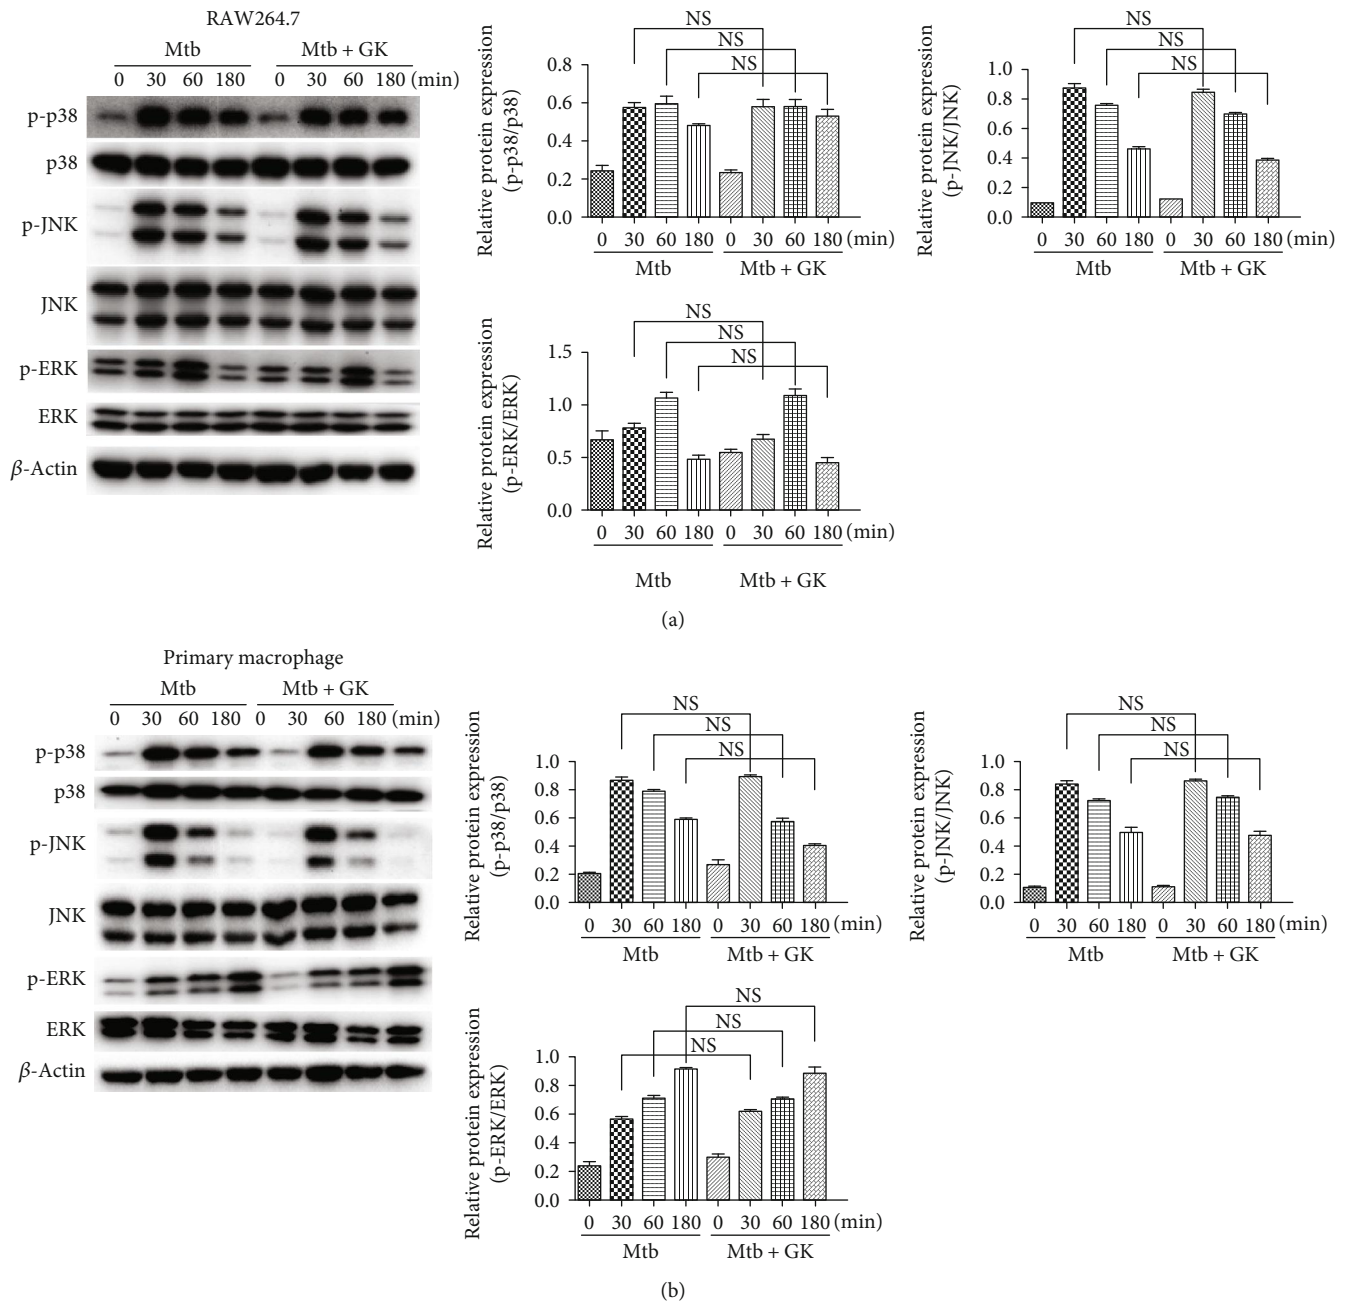 RAW264.7
Mtb Mtb + GK
0 30 60 180 0 30 60 180 (min)
p-p38
p38
p-JNK
JNK
p-ERK
ERK
β-Actin
Relative protein expression
(p-p38/p38)
NS
NS
NS
0.8
0.6
0.4
0.2
0.0
0 30 60 180 0 30 60 180 (min)
Mtb Mtb + GK
Relative protein expression
(p-JNK/JNK)
NS
NS
NS
1.0
0.8
0.6
0.4
0.2
0.0
0 30 60 180 0 30 60 180 (min)
Mtb Mtb + GK
Relative protein expression
(p-ERK/ERK)
NS
NS
NS
1.5
1.0
0.5
0.0
0 30 60 180 0 30 60 180 (min)
Mtb Mtb + GK
(a)
Primary macrophage
Mtb Mtb + GK
0 30 60 180 0 30 60 180 (min)
p-p38
p38
p-JNK
JNK
p-ERK
ERK
β-Actin
Relative protein expression
(p-p38/p38)
NS
NS
NS
1.0
0.8
0.6
0.4
0.2
0.0
0 30 60 180 0 30 60 180 (min)
Mtb Mtb + GK
Relative protein expression
(p-JNK/JNK)
NS
NS
NS
1.0
0.8
0.6
0.4
0.2
0.0
0 30 60 180 0 30 60 180 (min)
Mtb Mtb + GK
Relative protein expression
(p-ERK/ERK)
NS
NS
NS
1.0
0.8
0.6
0.4
0.2
0.0
0 30 60 180 0 30 60 180 (min)
Mtb Mtb + GK
(b)